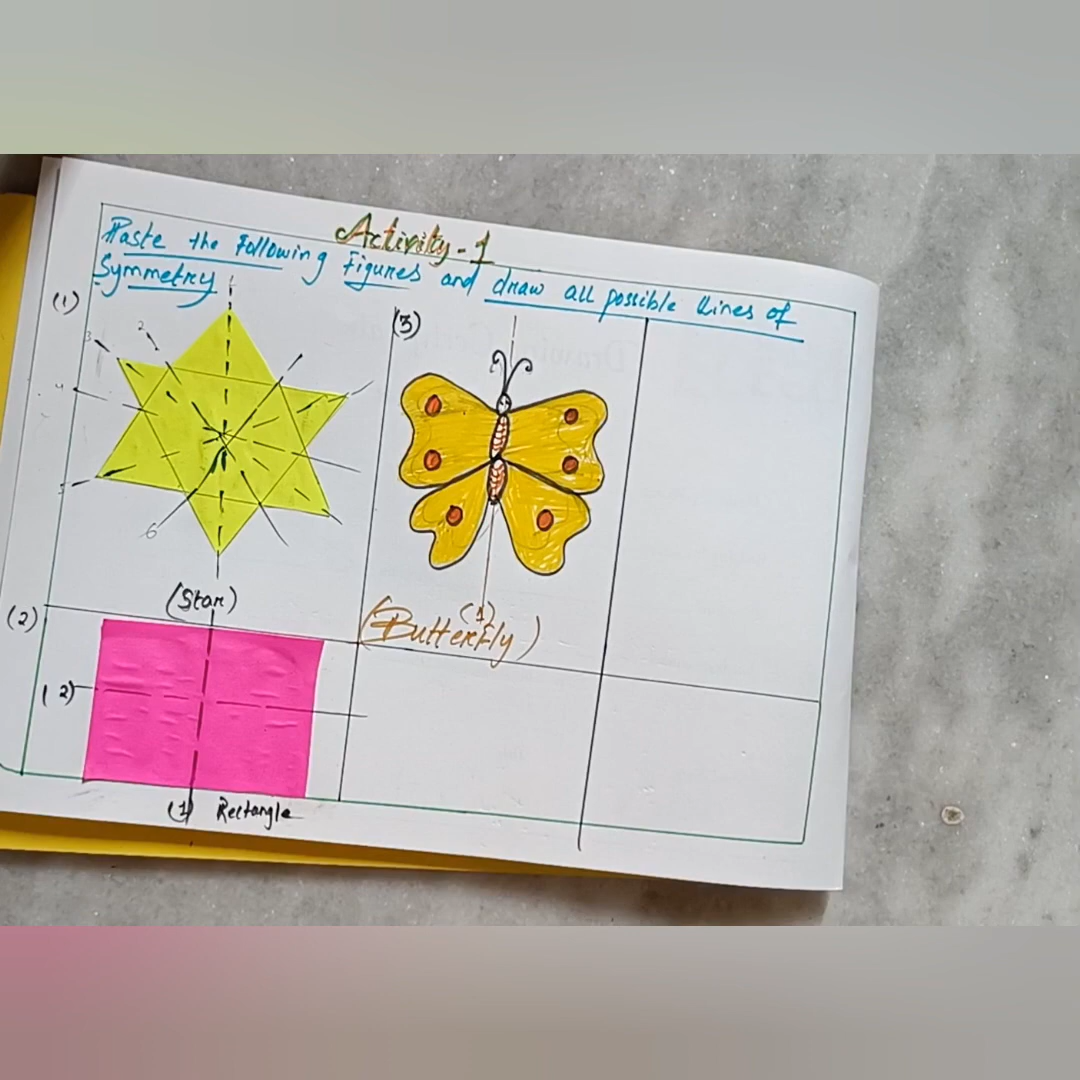 Activity-1
Paste the Following Figures and draw all possible Lines of
Symmetry
(1)
1
2
3
4
5
6
(Star)
(3)
(1)
(Butterfly)
(2)
(2)
(1) Rectangle